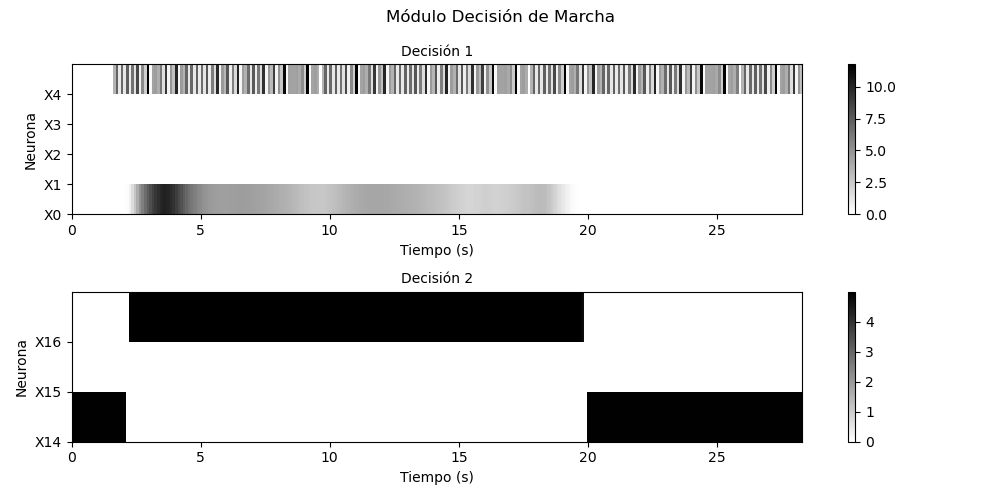 Módulo Decisión de Marcha
Decisión 1
Neurona
X4
X3
X2
X1
X0
0 5 10 15 20 25
Tiempo (s)
10.0
7.5
5.0
2.5
0.0
Decisión 2
Neurona
X16
X15
X14
0 5 10 15 20 25
Tiempo (s)
4
3
2
1
0